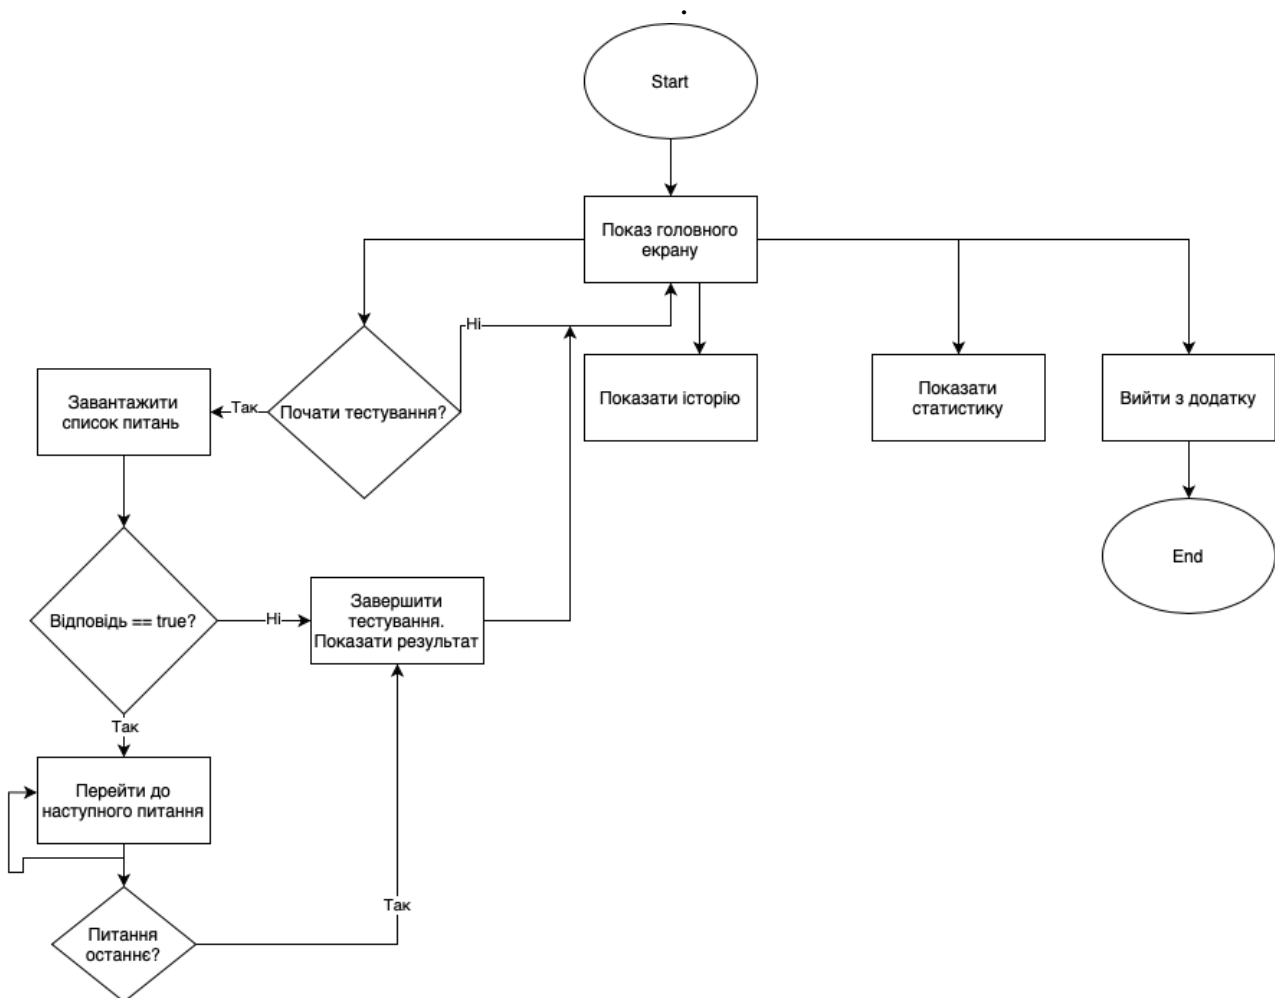 Start
Показ головного
екрану
Ні
Почати тестування?
Так
Завантажити
список питань
Показати історію
Показати
статистику
Вийти з додатку
End
Відповідь == true?
Ні
Завершити
тестування.
Показати результат
Так
Перейти до
наступного питання
Так
Питання
останнє?